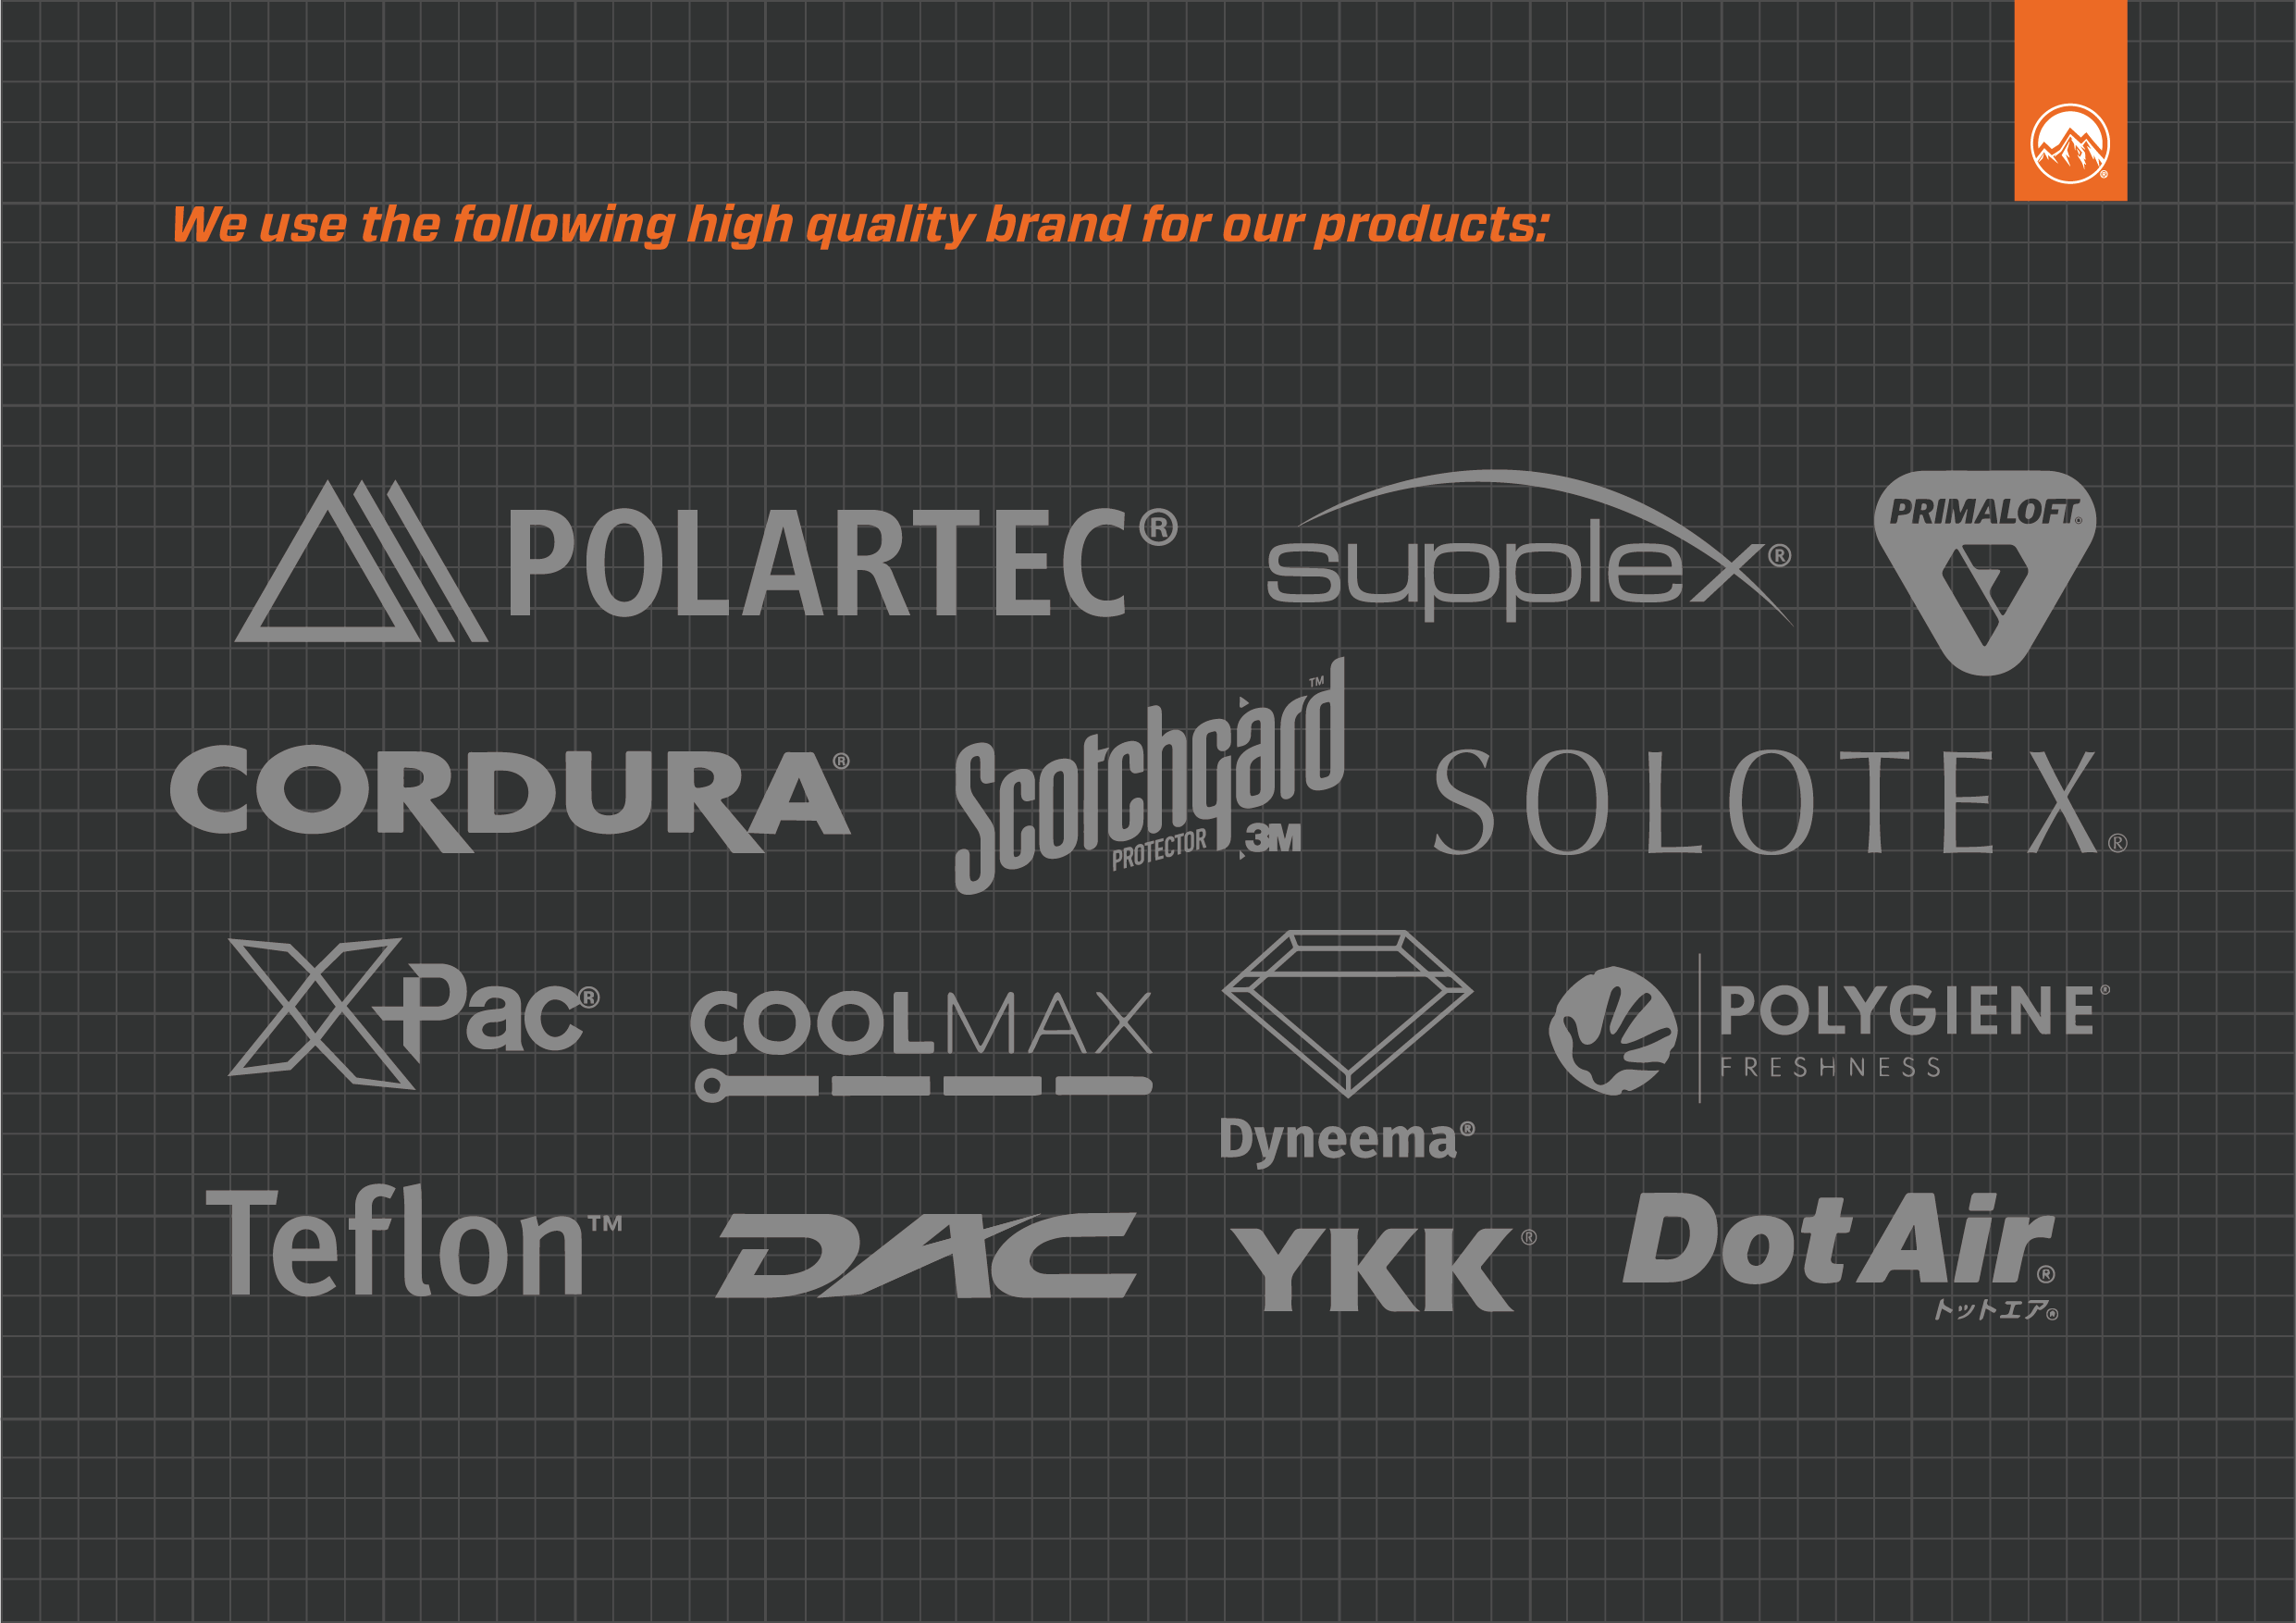 We use the following high quality brand for our products:
POLARTEC®
supplex®
PRIMALOFT®
CORDURA®
Scotchgard™
PROTECTOR
3M
SOLOTEX®
X-Pac®
COOLMAX
Dyneema®
POLYGIENE®
FRESHNESS
Teflon™
DAC
YKK®
DotAir®
ドットエア®